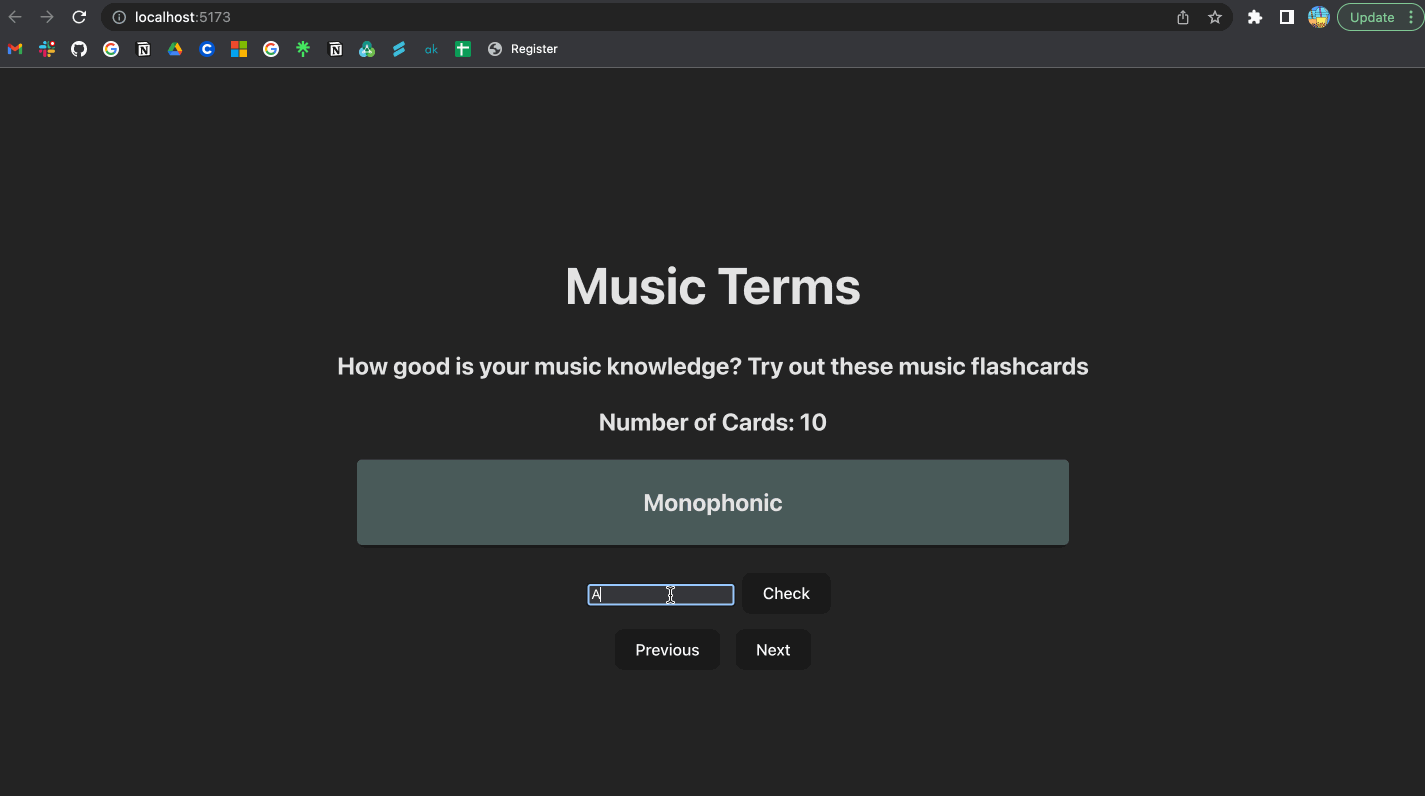 localhost:5173
Update
ak
Register
Music Terms
How good is your music knowledge? Try out these music flashcards
Number of Cards: 10
Monophonic
A
Check
Previous
Next